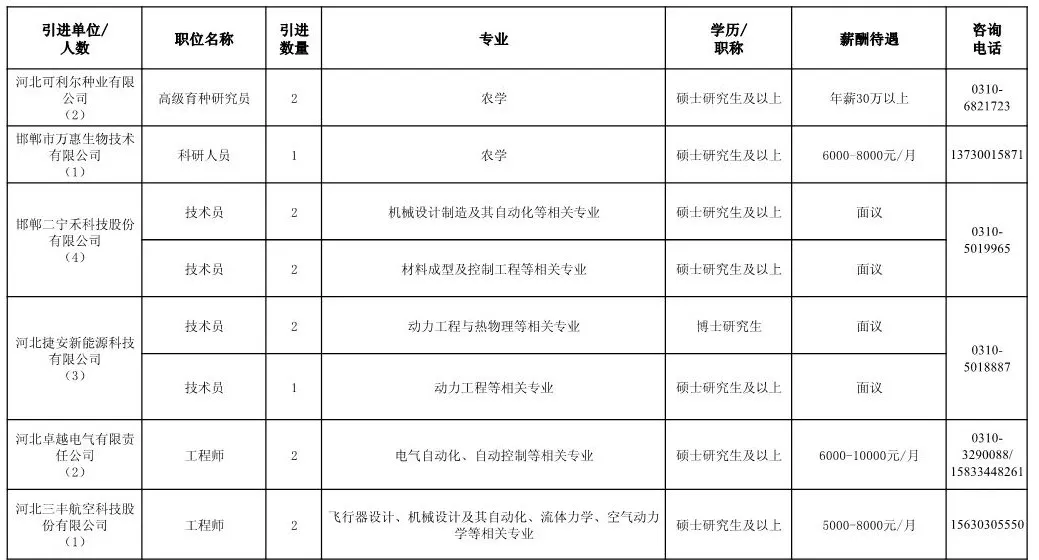 引进单位/
人数
职位名称
引进
数量
专业
学历/
职称
薪酬待遇
咨询
电话
河北可利尔种业有限
公司
（2）
高级育种研究员
2
农学
硕士研究生及以上
年薪30万以上
0310-
6821723
邯郸市万惠生物技术
有限公司
（1）
科研人员
1
农学
硕士研究生及以上
6000-8000元/月
13730015871
邯郸二宁禾科技股份
有限公司
（4）
技术员
2
机械设计制造及其自动化等相关专业
硕士研究生及以上
面议
0310-
5019965
技术员
2
材料成型及控制工程等相关专业
硕士研究生及以上
面议
河北捷安新能源科技
有限公司
（3）
技术员
2
动力工程与热物理等相关专业
博士研究生
面议
0310-
5018887
技术员
1
动力工程等相关专业
硕士研究生及以上
面议
河北卓越电气有限责
任公司
（2）
工程师
2
电气自动化、自动控制等相关专业
硕士研究生及以上
6000-10000元/月
0310-
3290088/
15833448261
河北三丰航空科技股
份有限公司
（1）
工程师
2
飞行器设计、机械设计及其自动化、流体力学、空气动力
学等相关专业
硕士研究生及以上
5000-8000元/月
15630305550